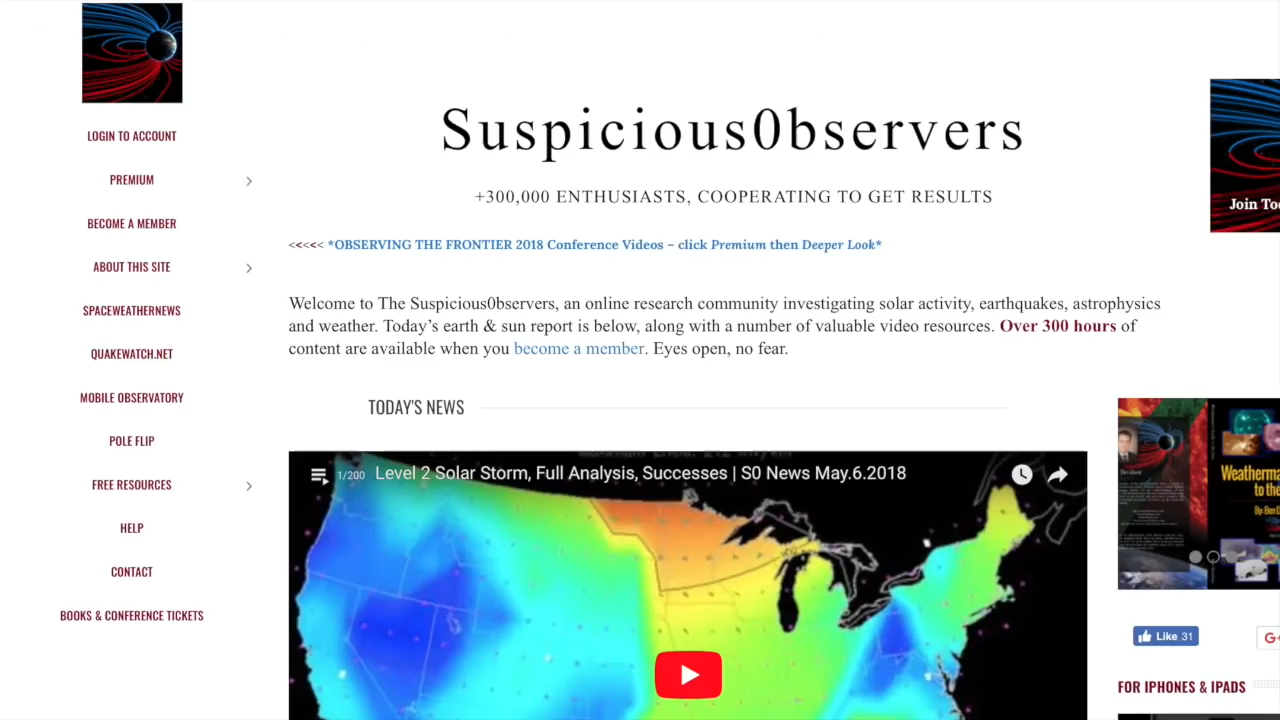 LOGIN TO ACCOUNT
PREMIUM
BECOME A MEMBER
ABOUT THIS SITE
SPACEWEATHERNEWS
QUAKEWATCH.NET
MOBILE OBSERVATORY
POLE FLIP
FREE RESOURCES
HELP
CONTACT
BOOKS & CONFERENCE TICKETS
Suspicious0bservers
+300,000 ENTHUSIASTS, COOPERATING TO GET RESULTS
<<<<< *OBSERVING THE FRONTIER 2018 Conference Videos – click Premium then Deeper Look*
Welcome to The Suspicious0bservers, an online research community investigating solar activity, earthquakes, astrophysics
and weather. Today’s earth & sun report is below, along with a number of valuable video resources. Over 300 hours of
content are available when you become a member. Eyes open, no fear.
TODAY'S NEWS
1/200 Level 2 Solar Storm, Full Analysis, Successes | S0 News May.6.2018
Join
Like 31
G+
FOR IPHONES & IPADS